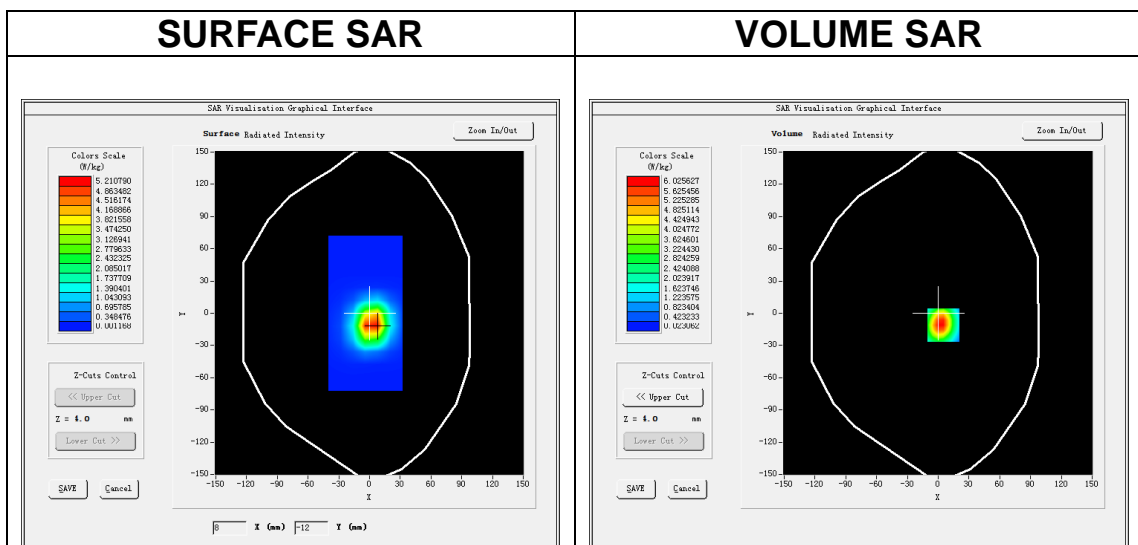 SURFACE SAR
SAR Visualisation Graphical Interface
Surface Radiated Intensity
Zoom In/Out
Colors Scale
(W/kg)
5.210790
4.863482
4.516174
4.168866
3.821558
3.474250
3.126941
2.779633
2.432325
2.085017
1.737709
1.390401
1.043093
0.695785
0.348476
0.001168
Z-Cuts Control
<< Upper Cut
Z = 4.0 mm
Lower Cut >>
SAVE Cancel
150
120
90
60
30
0
-30
-60
-90
-120
-150
Y
-150 -120 -90 -60 -30 0 30 60 90 120 150
X
8 X (mm) -12 Y (mm)
VOLUME SAR
SAR Visualisation Graphical Interface
Volume Radiated Intensity
Zoom In/Out
Colors Scale
(W/kg)
6.025627
5.625456
5.225285
4.825114
4.424943
4.024772
3.624601
3.224430
2.824259
2.424088
2.023917
1.623746
1.223575
0.823404
0.423233
0.023062
Z-Cuts Control
<< Upper Cut
Z = 4.0 mm
Lower Cut >>
SAVE Cancel
150
120
90
60
30
0
-30
-60
-90
-120
-150
Y
-150 -120 -90 -60 -30 0 30 60 90 120 150
X